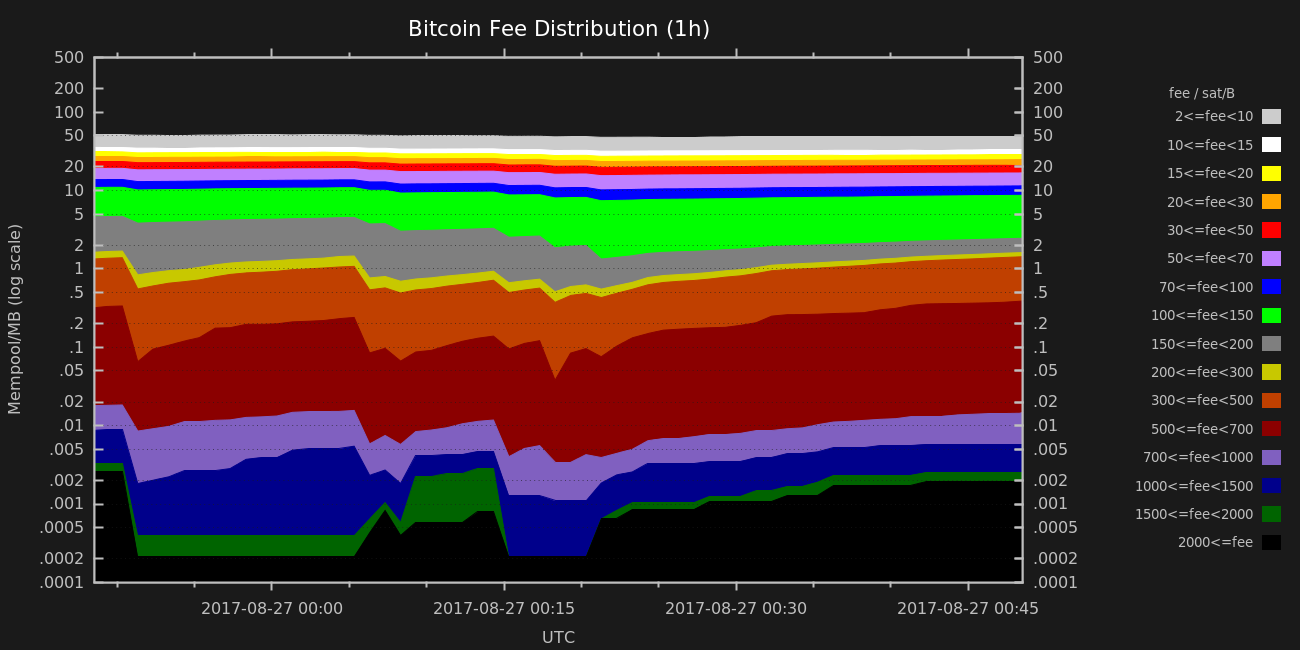 Bitcoin Fee Distribution (1h)
500
200
100
50
20
10
5
2
1
.5
.2
.1
.05
.02
.01
.005
.002
.001
.0005
.0002
.0001
Mempool/MB (log scale)
500
200
100
50
20
10
5
2
1
.5
.2
.1
.05
.02
.01
.005
.002
.001
.0005
.0002
.0001
2017-08-27 00:00 2017-08-27 00:15 2017-08-27 00:30 2017-08-27 00:45
UTC
fee / sat/B
2<=fee<10
10<=fee<15
15<=fee<20
20<=fee<30
30<=fee<50
50<=fee<70
70<=fee<100
100<=fee<150
150<=fee<200
200<=fee<300
300<=fee<500
500<=fee<700
700<=fee<1000
1000<=fee<1500
1500<=fee<2000
2000<=fee